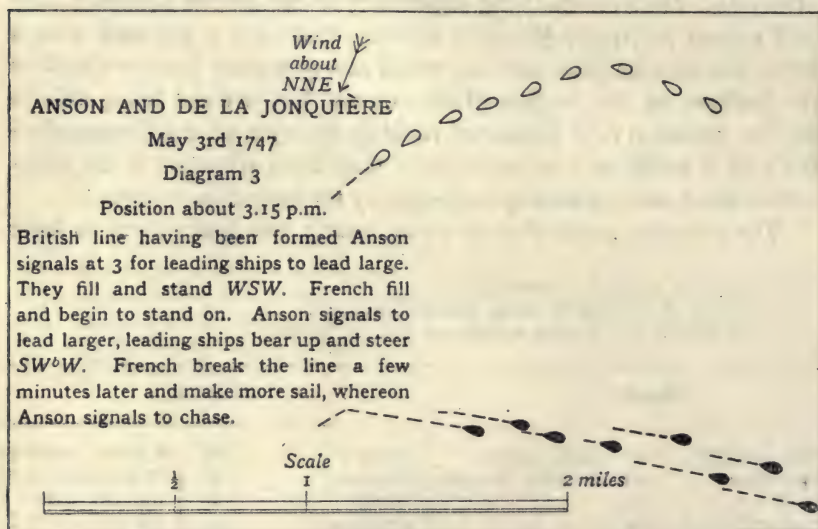 Wind
about
NNE
ANSON AND DE LA JONQUIÈRE
May 3rd 1747
Diagram 3
Position about 3.15 p.m.
British line having been formed Anson
signals at 3 for leading ships to lead large.
They fill and stand WSW. French fill
and begin to stand on. Anson signals to
lead larger, leading ships bear up and steer
SWbW. French break the line a few
minutes later and make more sail, whereon
Anson signals to chase.
Scale
½ 1 2 miles